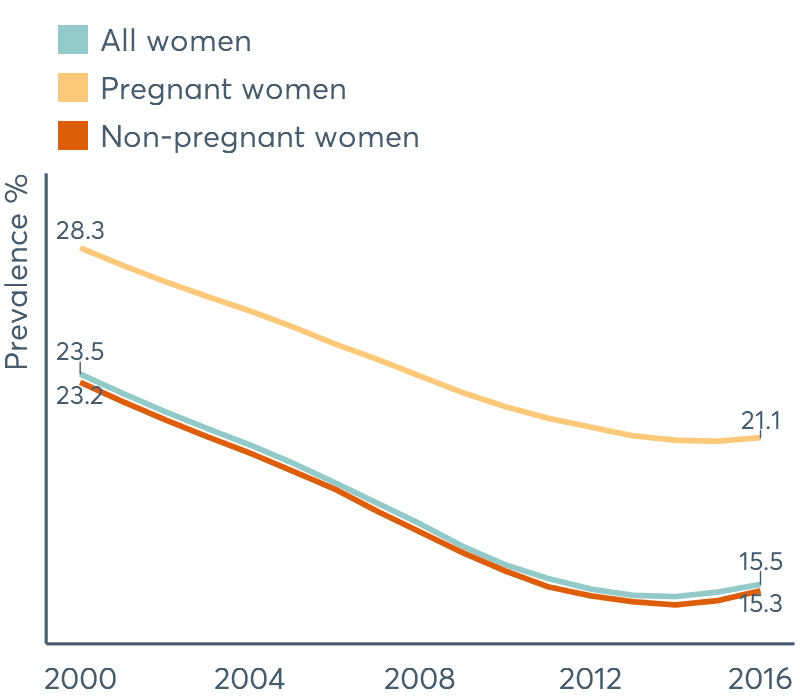 All women
Pregnant women
Non-pregnant women
Prevalence %
28.3
23.5
23.2
21.1
15.5
15.3
2000 2004 2008 2012 2016